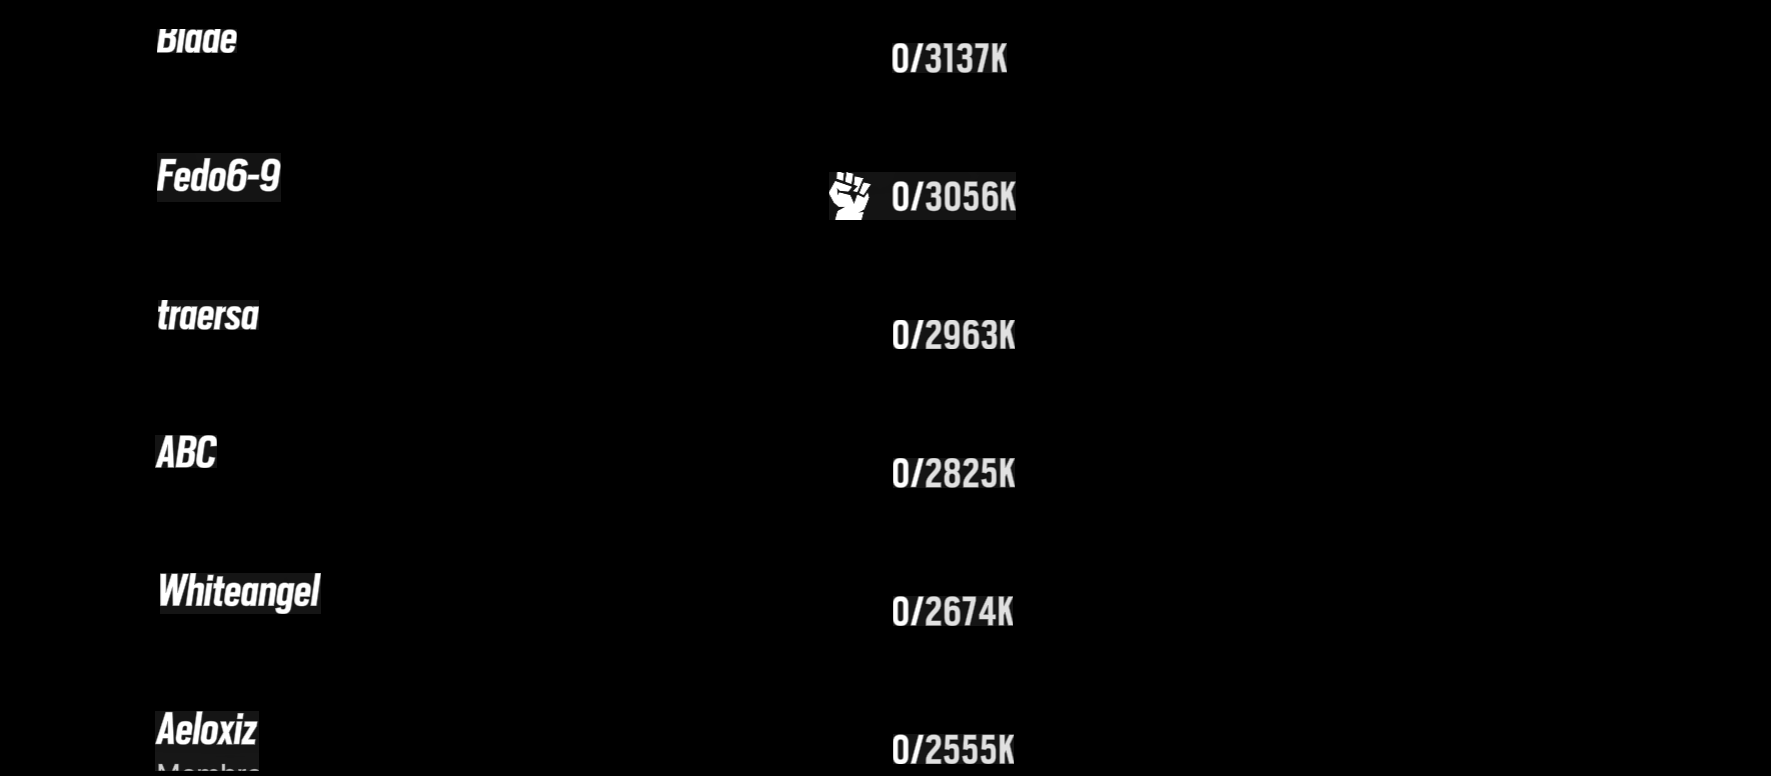 Blade
0/3137K
Fedo6-9
0/3056K
traersa
0/2963K
ABC
0/2825K
Whiteangel
0/2674K
Aeloxiz
0/2555K